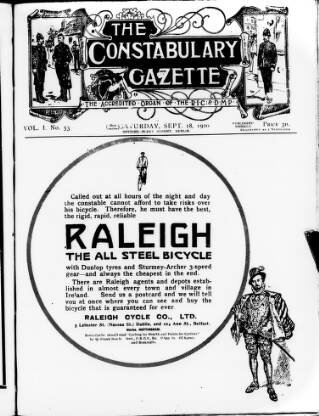 THE
CONSTABULARY
GAZETTE
THE ACCREDITED ORGAN OF THE R.I.C. & D.M.P.
VOL. I. No. 53
SATURDAY, SEPT. 18, 1910
PRICE
Called out at all hours of the night and day
the constable cannot afford to take risks over
his bicycle. Therefore, he must have the best,
the rigid, rapid, reliable
RALEIGH
THE ALL STEEL BICYCLE
with Dunlop tyres and Sturmey-Archer 3-speed
gear—and always the cheapest in the end.
There are Raleigh agents and depots estab-
lished in almost every town and village in
Ireland. Send us a postcard and we will tell
you at once where you can see and buy the
bicycle that is guaranteed for ever.
RALEIGH CYCLE CO., LTD.
5 Leinster St. (Nassau St.) Dublin, and Ann St., Belfast.